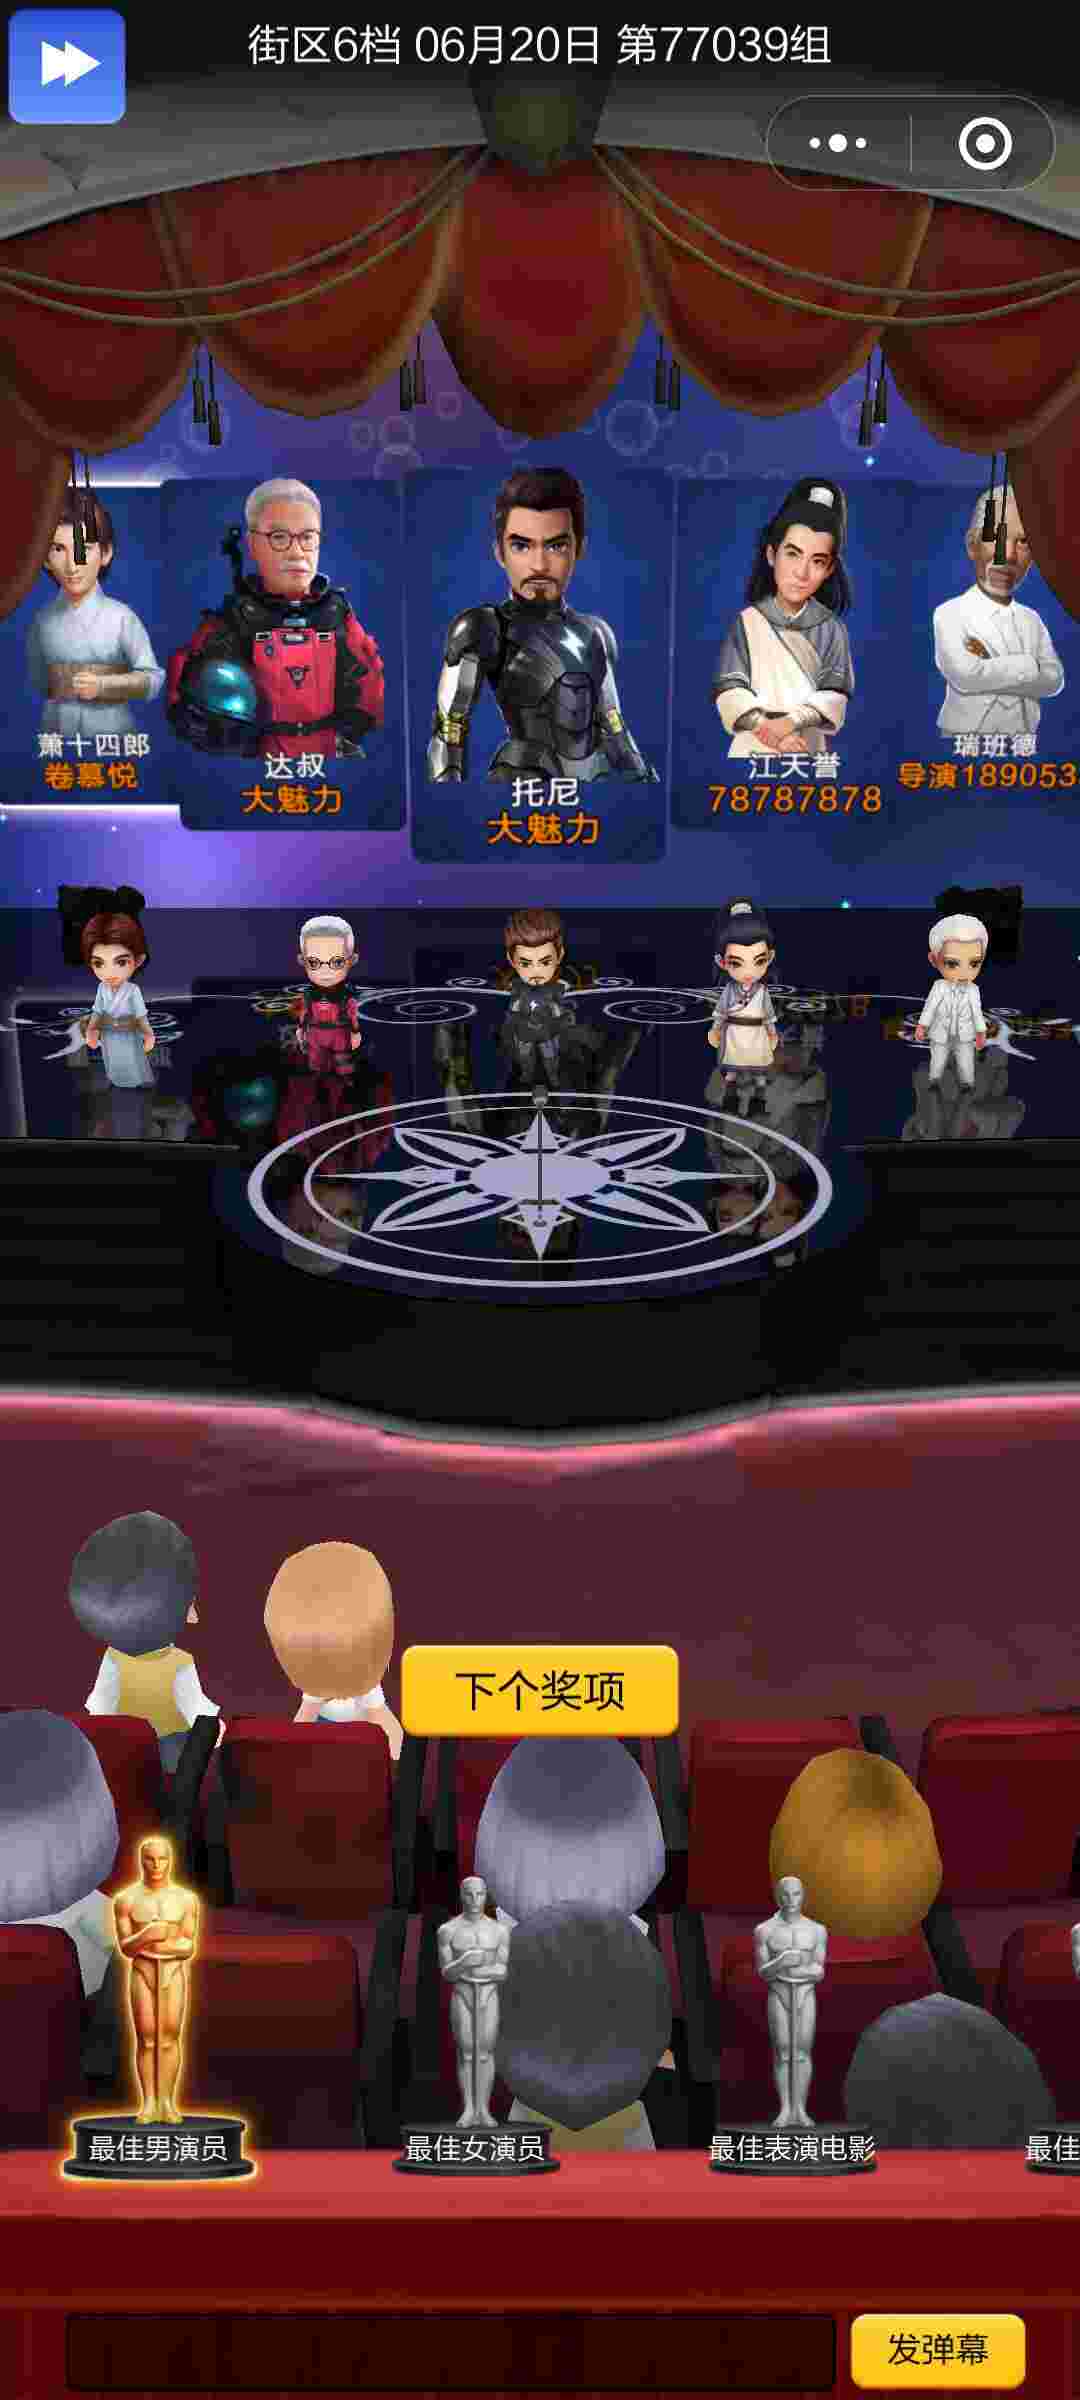 街区6档 06月20日 第77039组
萧十四郎
卷慕悦
达叔
大魅力
托尼
大魅力
江天誉
78787878
瑞班德
导演189053
下个奖项
最佳男演员
最佳女演员
最佳表演电影
最佳
发弹幕